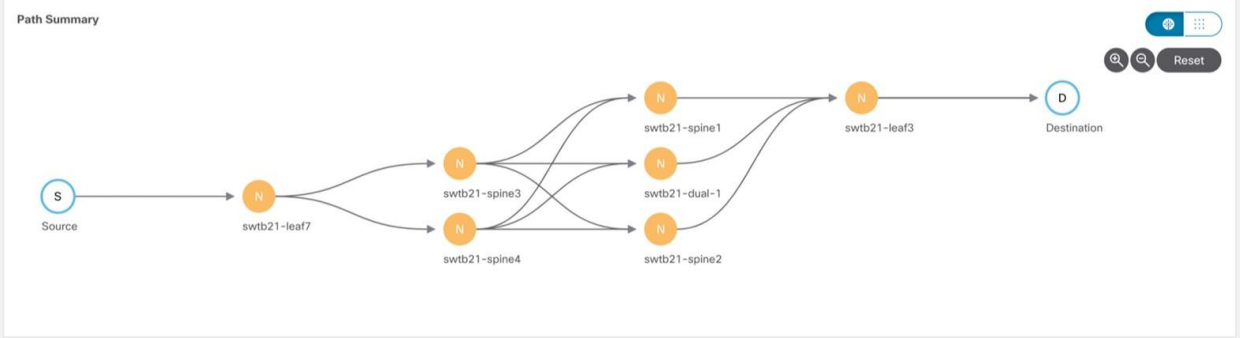 Path Summary
Reset
N
swtb21-spine1
N
swtb21-leaf3
D
Destination
N
swtb21-spine3
N
swtb21-dual-1
S
Source
N
swtb21-leaf7
N
swtb21-spine4
N
swtb21-spine2